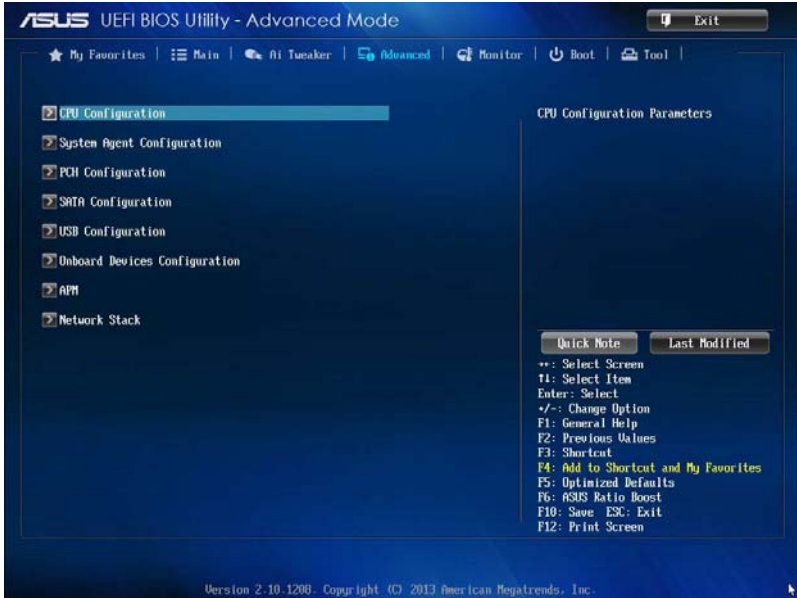 ASUS UEFI BIOS Utility - Advanced Mode
Exit
My Favorites | Main | Ai Tweaker | Advanced | Monitor | Boot | Tool |
CPU Configuration
System Agent Configuration
PCH Configuration
SATA Configuration
USB Configuration
Onboard Devices Configuration
APM
Network Stack
CPU Configuration Parameters
Quick Note
Last Modified
→←: Select Screen
↑↓: Select Item
Enter: Select
+/-: Change Option
F1: General Help
F2: Previous Values
F3: Shortcut
F4: Add to Shortcut and My Favorites
F5: Optimized Defaults
F6: ASUS Ratio Boost
F10: Save ESC: Exit
F12: Print Screen
Version 2.10.1208. Copyright (C) 2013 American Megatrends, Inc.